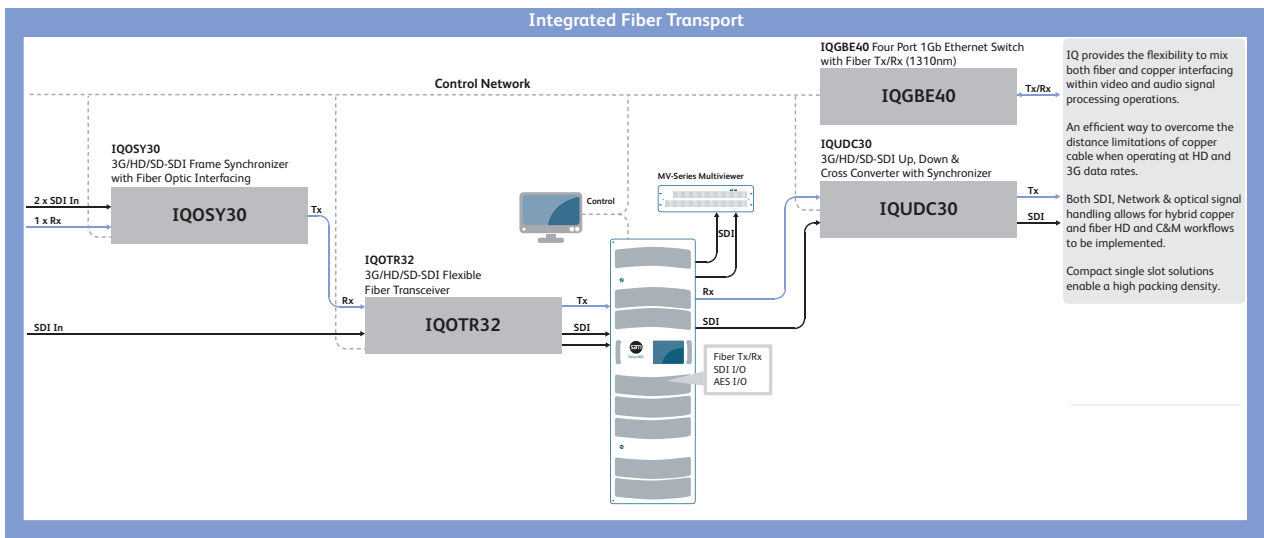 Integrated Fiber Transport
IQGBE40 Four Port 1Gb Ethernet Switch
with Fiber Tx/Rx (1310nm)
Control Network
IQGBE40
Tx/Rx
IQ provides the flexibility to mix
both fiber and copper interfacing
within video and audio signal
processing operations.
An efficient way to overcome the
distance limitations of copper
cable when operating at HD and
3G data rates.
Both SDI, Network & optical signal
handling allows for hybrid copper
and fiber HD and C&M workflows
to be implemented.
Compact single slot solutions
enable a high packing density.
IQOSY30
3G/HD/SD-SDI Frame Synchronizer
with Fiber Optic Interfacing
2 x SDI In
1 x Rx
IQOSY30
Tx
IQUDC30
3G/HD/SD-SDI Up, Down &
Cross Converter with Synchronizer
IQUDC30
Tx
SDI
MV-Series Multiviewer
Control
SDI
IQOTR32
3G/HD/SD-SDI Flexible
Fiber Transceiver
Rx
SDI In
IQOTR32
Tx
SDI
Rx
SDI
sam
Fiber Tx/Rx
SDI I/O
AES I/O